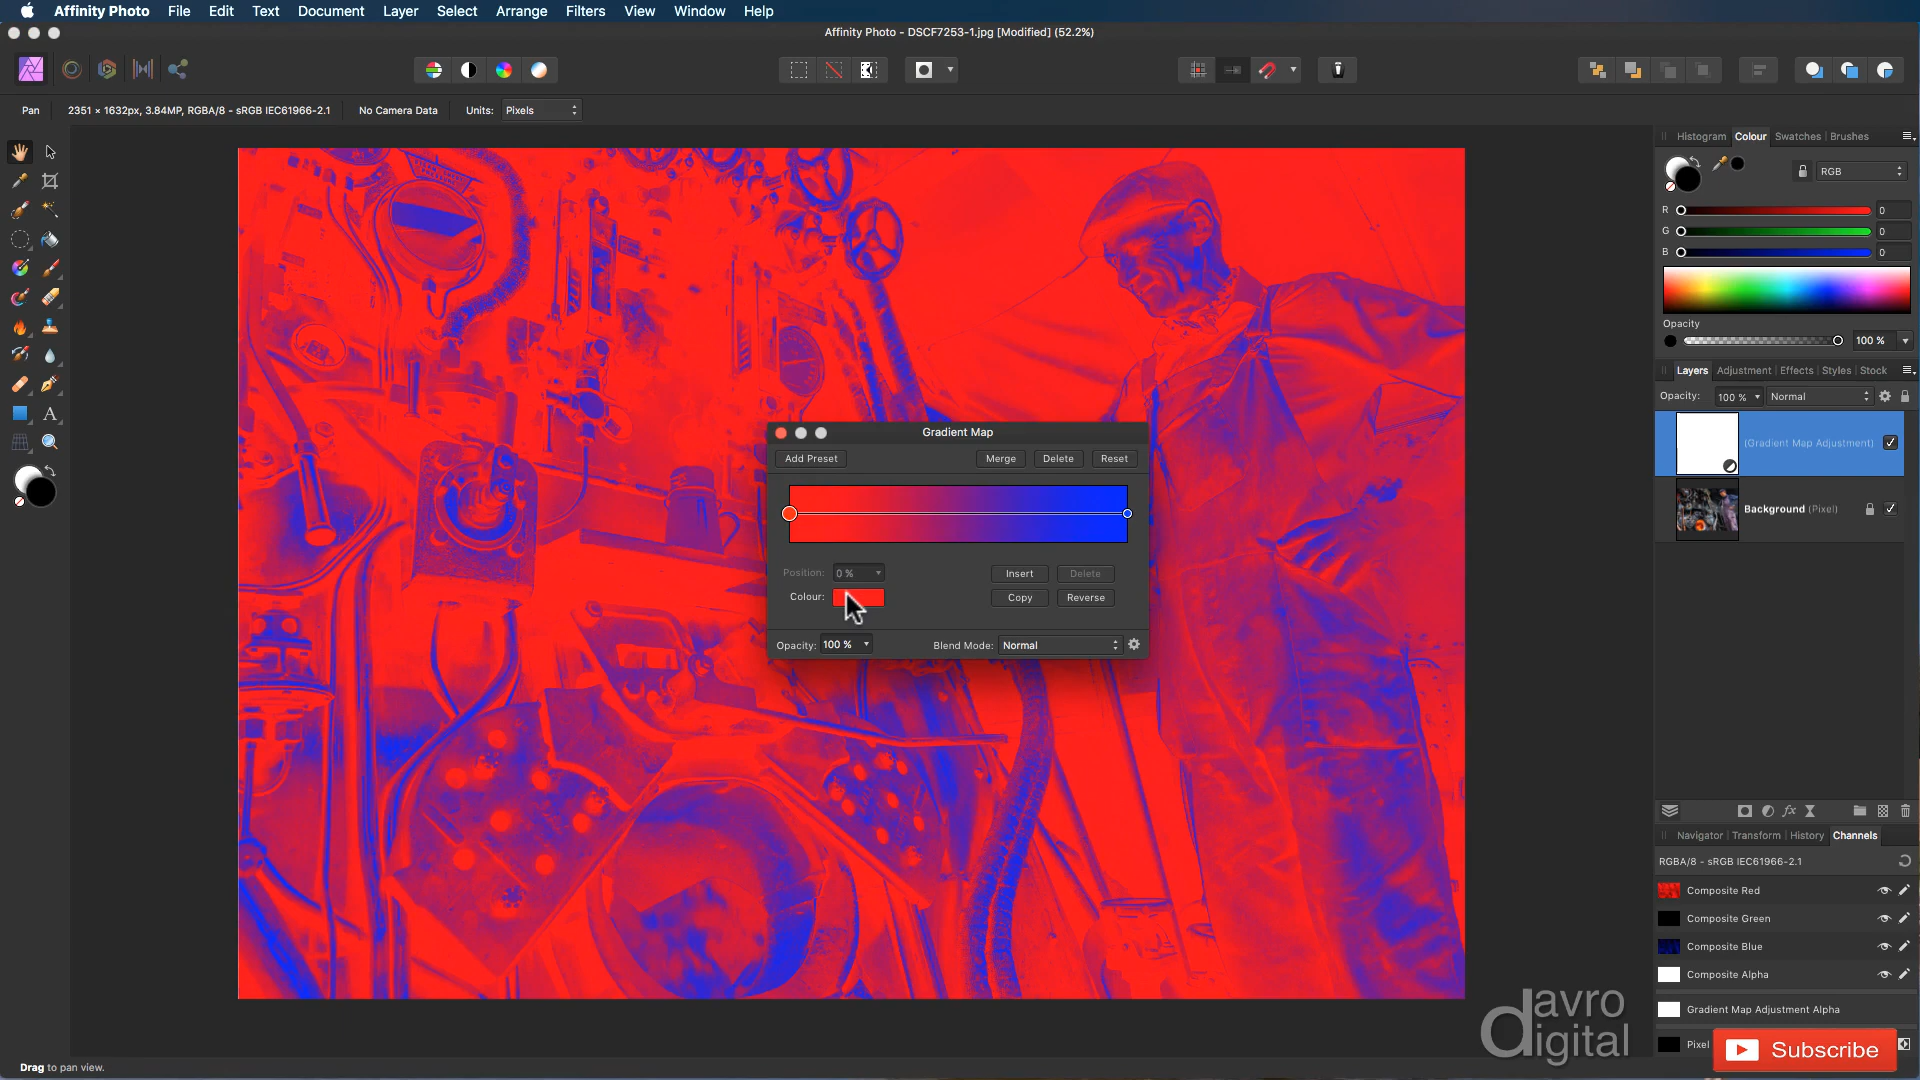 Affinity Photo File Edit Text Document Layer Select Arrange Filters View Window Help
Affinity Photo - DSCF7253-1.jpg [Modified] (52.2%)
Pan 2351 × 1632px, 3.84MP, RGBA/8 - sRGB IEC61966-2.1 No Camera Data Units: Pixels
Histogram Colour Swatches Brushes
RGB
R 0
G 0
B 0
Opacity
100 %
Layers Adjustment Effects Styles Stock
Opacity: 100 % Normal
(Gradient Map Adjustment)
Background (Pixel)
Gradient Map
Add Preset Merge Delete Reset
Position: 0 % Insert Delete
Colour: Copy Reverse
Opacity: 100 % Blend Mode: Normal
Navigator Transform History Channels
RGBA/8 - sRGB IEC61966-2.1
Composite Red
Composite Green
Composite Blue
Composite Alpha
Gradient Map Adjustment Alpha
Pixel
davro
digital
Subscribe
Drag to pan view.